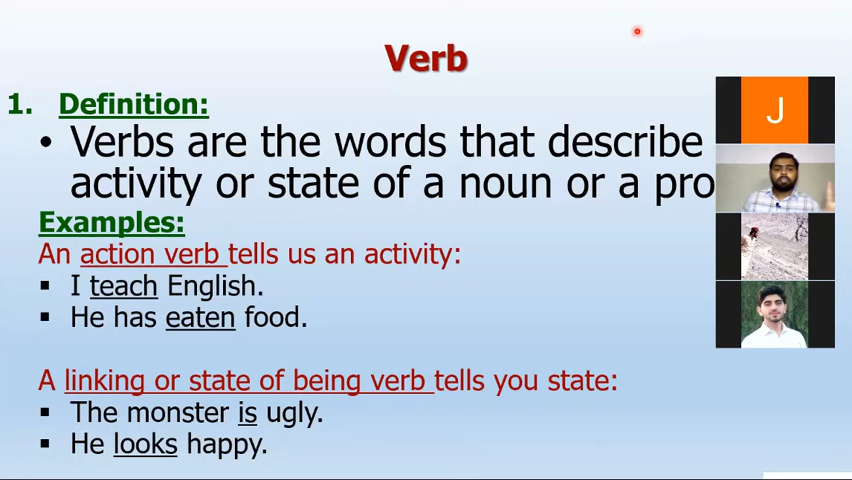 Verb
1. Definition:
• Verbs are the words that describe
activity or state of a noun or a pro
Examples:
An action verb tells us an activity:
▪ I teach English.
▪ He has eaten food.
A linking or state of being verb tells you state:
▪ The monster is ugly.
▪ He looks happy.
J